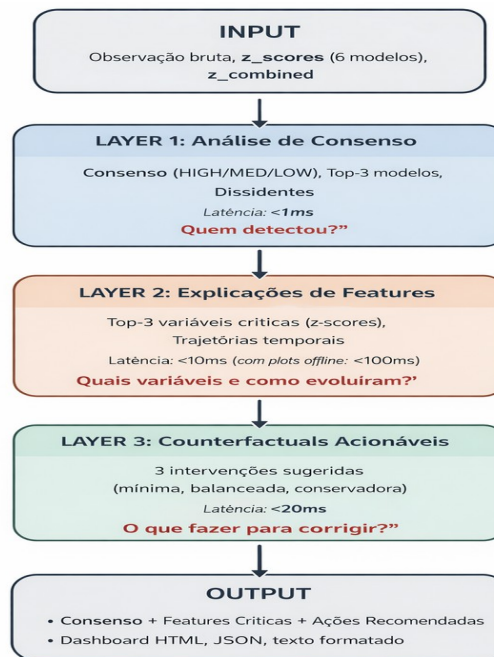 INPUT
Observação bruta, z_scores (6 modelos),
z_combined
LAYER 1: Análise de Consenso
Consenso (HIGH/MED/LOW), Top-3 modelos,
Dissidentes
Latência: <1ms
Quem detectou?"
LAYER 2: Explicações de Features
Top-3 variáveis criticas (z-scores),
Trajetórias temporais
Latência: <10ms (com plots offline: <100ms)
Quais variáveis e como evoluíram?'
LAYER 3: Counterfactuals Acionáveis
3 intervenções sugeridas
(mínima, balanceada, conservadora)
Latência: <20ms
O que fazer para corrigir?"
OUTPUT
• Consenso + Features Criticas + Ações Recomendadas
• Dashboard HTML, JSON, texto formatado